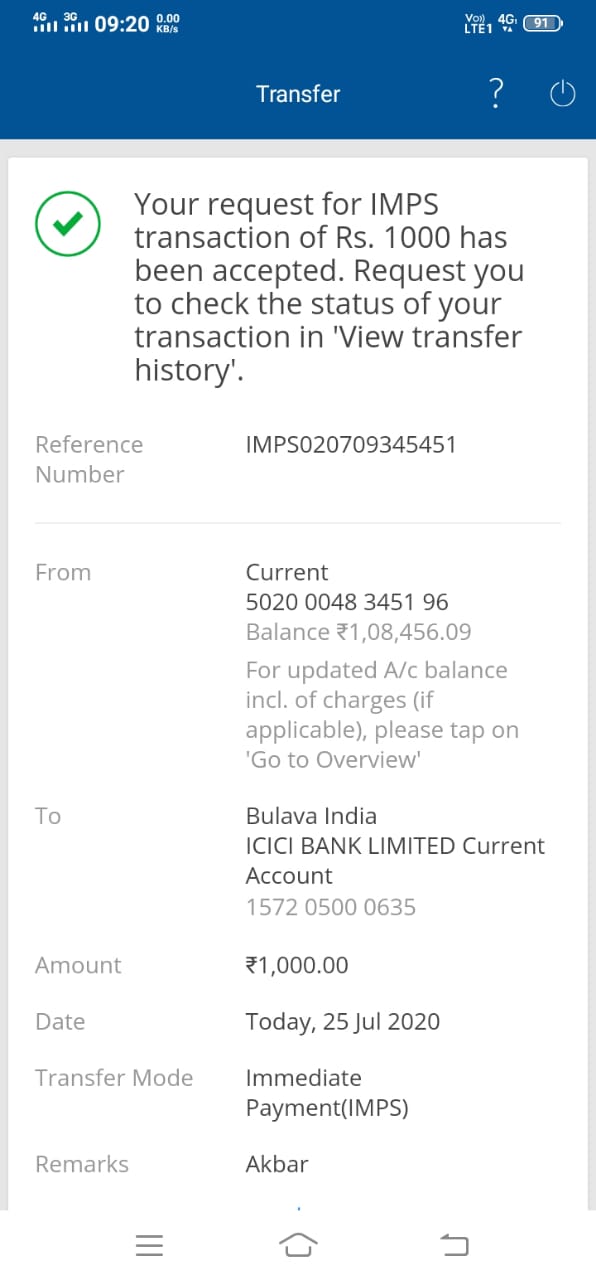 4G 3G 09:20 0.00 KB/s Vo)) LTE1 4G 91
Transfer ?
Your request for IMPS
transaction of Rs. 1000 has
been accepted. Request you
to check the status of your
transaction in 'View transfer
history'.
Reference Number IMPS020709345451
From Current
5020 0048 3451 96
Balance ₹1,08,456.09
For updated A/c balance
incl. of charges (if
applicable), please tap on
'Go to Overview'
To Bulava India
ICICI BANK LIMITED Current
Account
1572 0500 0635
Amount ₹1,000.00
Date Today, 25 Jul 2020
Transfer Mode Immediate
Payment(IMPS)
Remarks Akbar